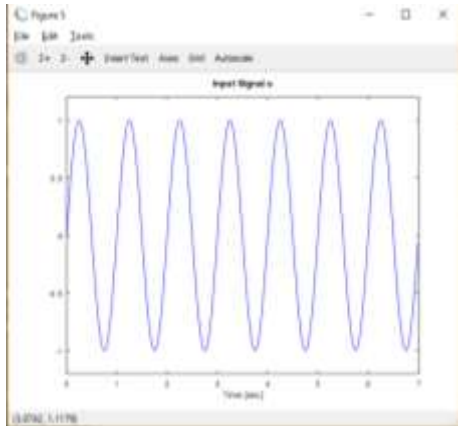 Figure 5
File Edit Tools
Z+ Z- Insert Text Axes Grid Autoscale
Input Signal u
1
0.5
0
-0.5
-1
0 1 2 3 4 5 6 7
Time [sec]